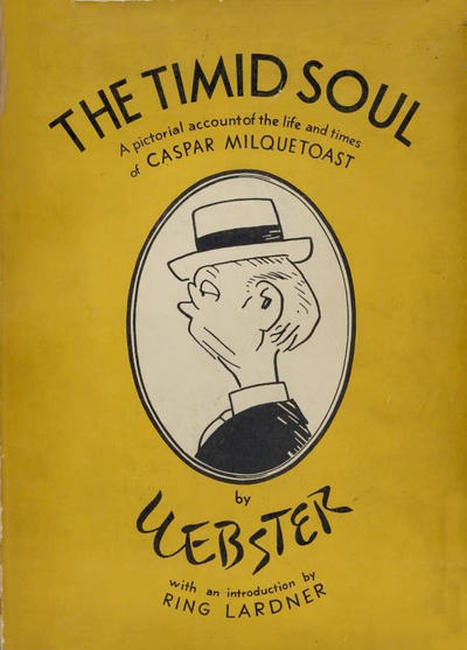 THE TIMID SOUL
A pictorial account of the life and times
of CASPAR MILQUETOAST
by
WEBSTER
with an introduction by
RING LARDNER